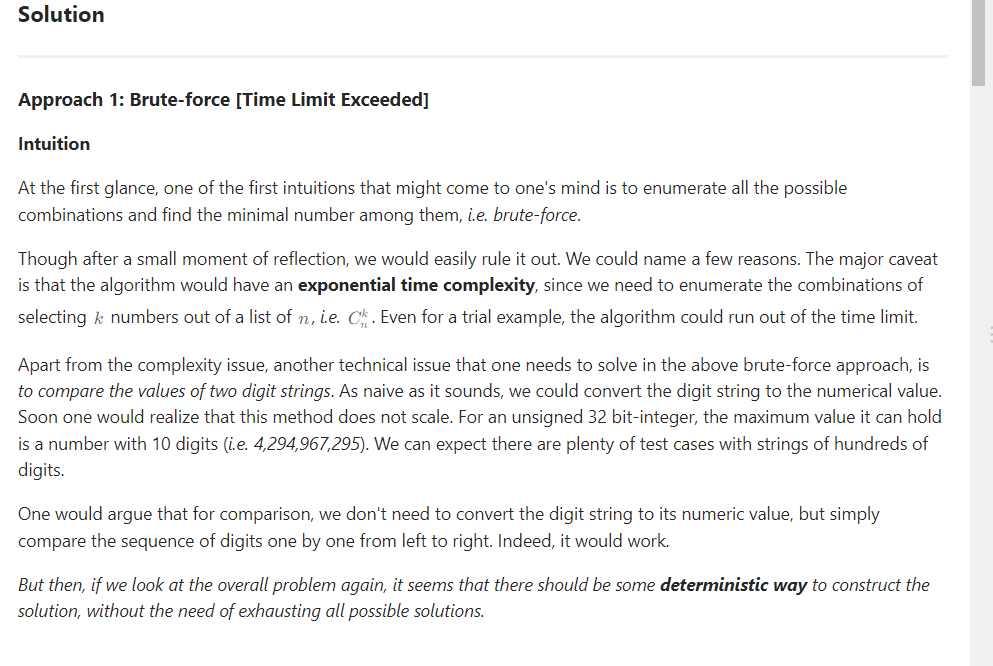 Solution
Approach 1: Brute-force [Time Limit Exceeded]
Intuition
At the first glance, one of the first intuitions that might come to one's mind is to enumerate all the possible
combinations and find the minimal number among them, i.e. brute-force.
Though after a small moment of reflection, we would easily rule it out. We could name a few reasons. The major caveat
is that the algorithm would have an exponential time complexity, since we need to enumerate the combinations of
selecting k numbers out of a list of n, i.e. C_n^k. Even for a trial example, the algorithm could run out of the time limit.
Apart from the complexity issue, another technical issue that one needs to solve in the above brute-force approach, is
to compare the values of two digit strings. As naive as it sounds, we could convert the digit string to the numerical value.
Soon one would realize that this method does not scale. For an unsigned 32 bit-integer, the maximum value it can hold
is a number with 10 digits (i.e. 4,294,967,295). We can expect there are plenty of test cases with strings of hundreds of
digits.
One would argue that for comparison, we don't need to convert the digit string to its numeric value, but simply
compare the sequence of digits one by one from left to right. Indeed, it would work.
But then, if we look at the overall problem again, it seems that there should be some deterministic way to construct the
solution, without the need of exhausting all possible solutions.